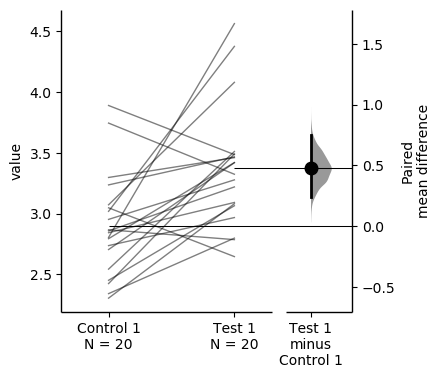 4.5
4.0
3.5
3.0
2.5
value
Control 1
N = 20
Test 1
N = 20
1.5
1.0
0.5
0.0
−0.5
Paired
mean difference
Test 1
minus
Control 1